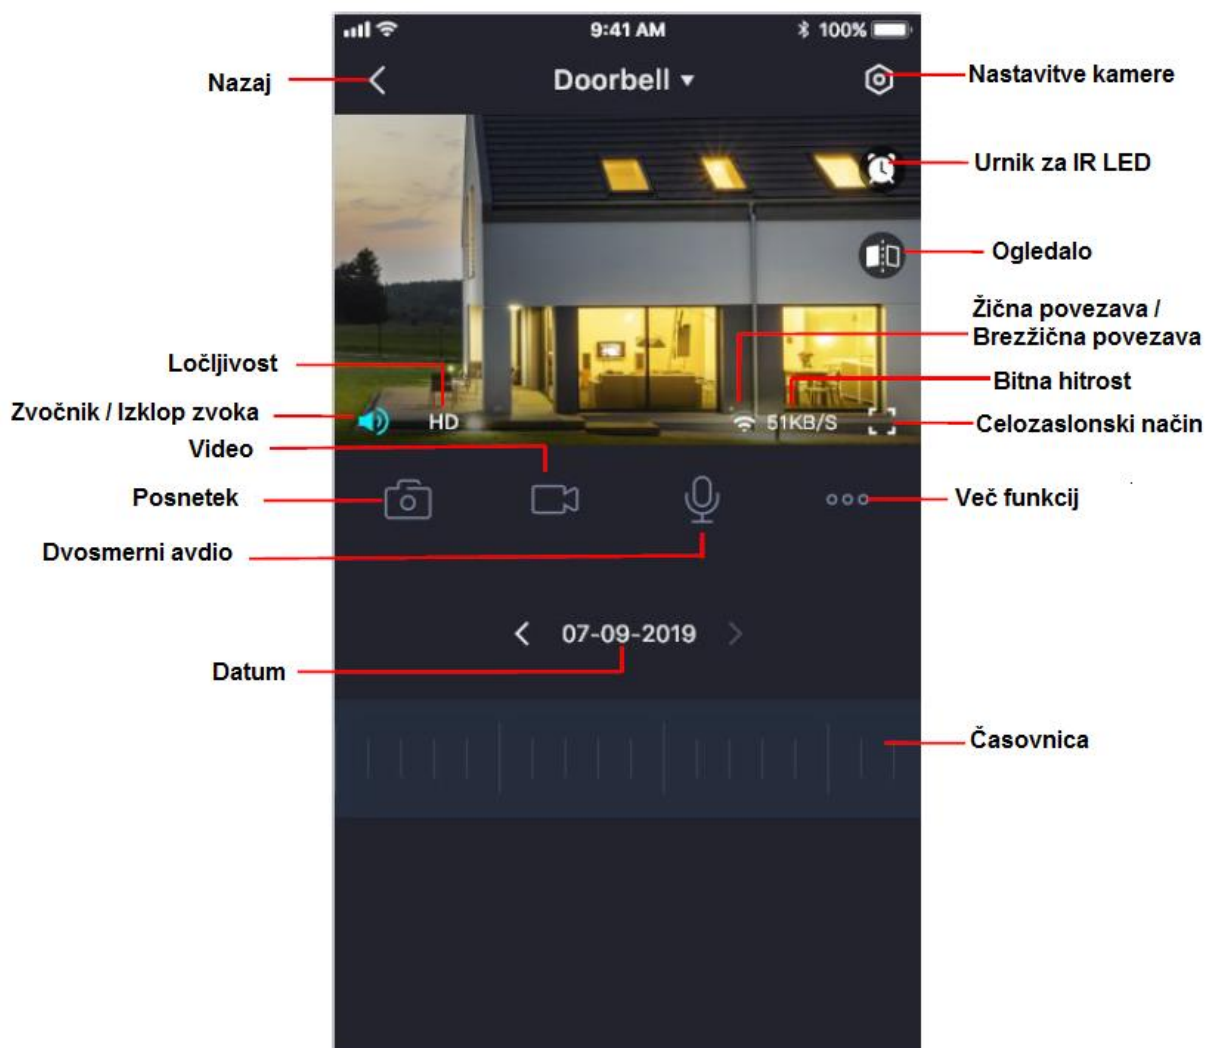 9:41 AM
100%
Nazaj
Doorbell
Nastavitve kamere
Urnik za IR LED
Ogledalo
Žična povezava /
Brezžična povezava
Ločljivost
Bitna hitrost
Zvočnik / Izklop zvoka
HD
51KB/S
Celozaslonski način
Video
Posnetek
Več funkcij
Dvosmerni avdio
07-09-2019
Datum
Časovnica